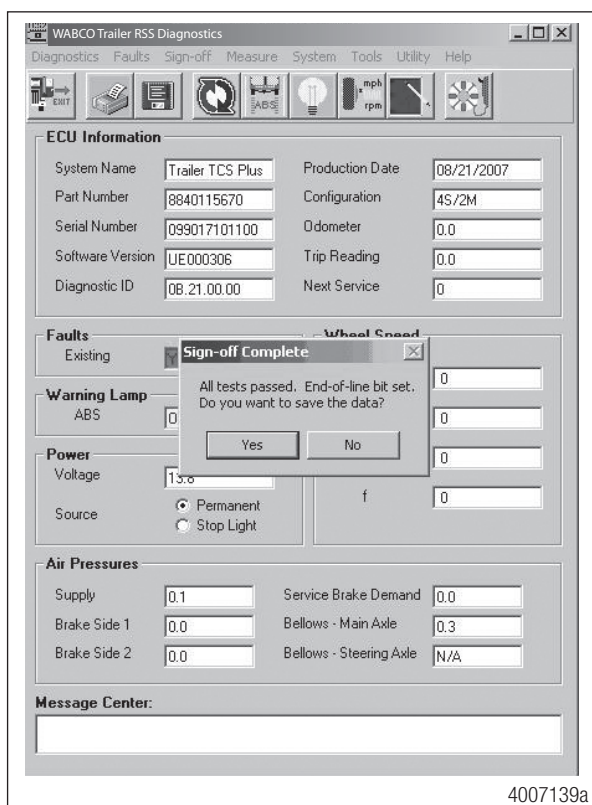 WABCO Trailer RSS Diagnostics
Diagnostics Faults Sign-off Measure System Tools Utility Help
EXIT ABS mph
rpm
ECU Information
System Name Trailer TCS Plus Production Date 08/21/2007
Part Number 8840115670 Configuration 4S/2M
Serial Number 099017101100 Odometer 0.0
Software Version UE000306 Trip Reading 0.0
Diagnostic ID 0B.21.00.00 Next Service 0
Faults Wheel Speed
Existing Y
Sign-off Complete
All tests passed. End-of-line bit set.
Do you want to save the data?
Yes No
0
Warning Lamp
ABS 0
Power 0
Voltage 13.8
f 0
Source Permanent
Stop Light
Air Pressures
Supply 0.1 Service Brake Demand 0.0
Brake Side 1 0.0 Bellows - Main Axle 0.3
Brake Side 2 0.0 Bellows - Steering Axle N/A
Message Center:
4007139a